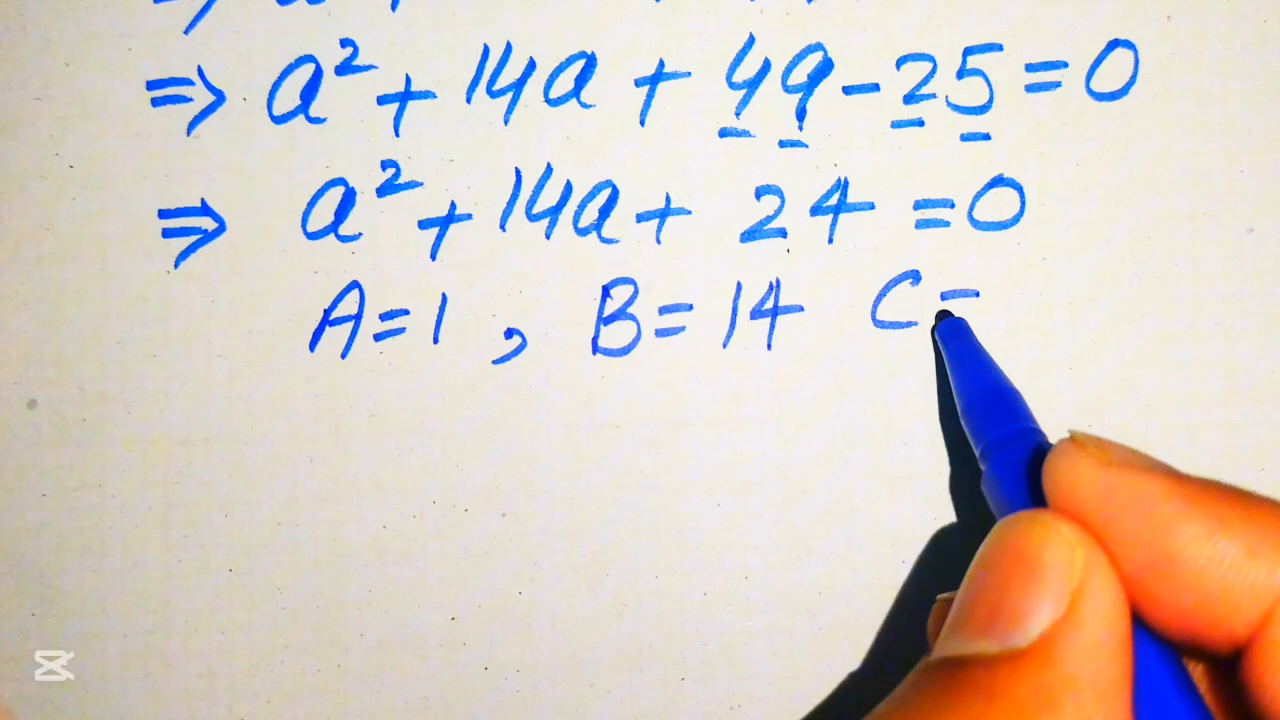 => a² + 14a + 49 - 25 = 0
=> a² + 14a + 24 = 0
A = 1 , B = 14 C =